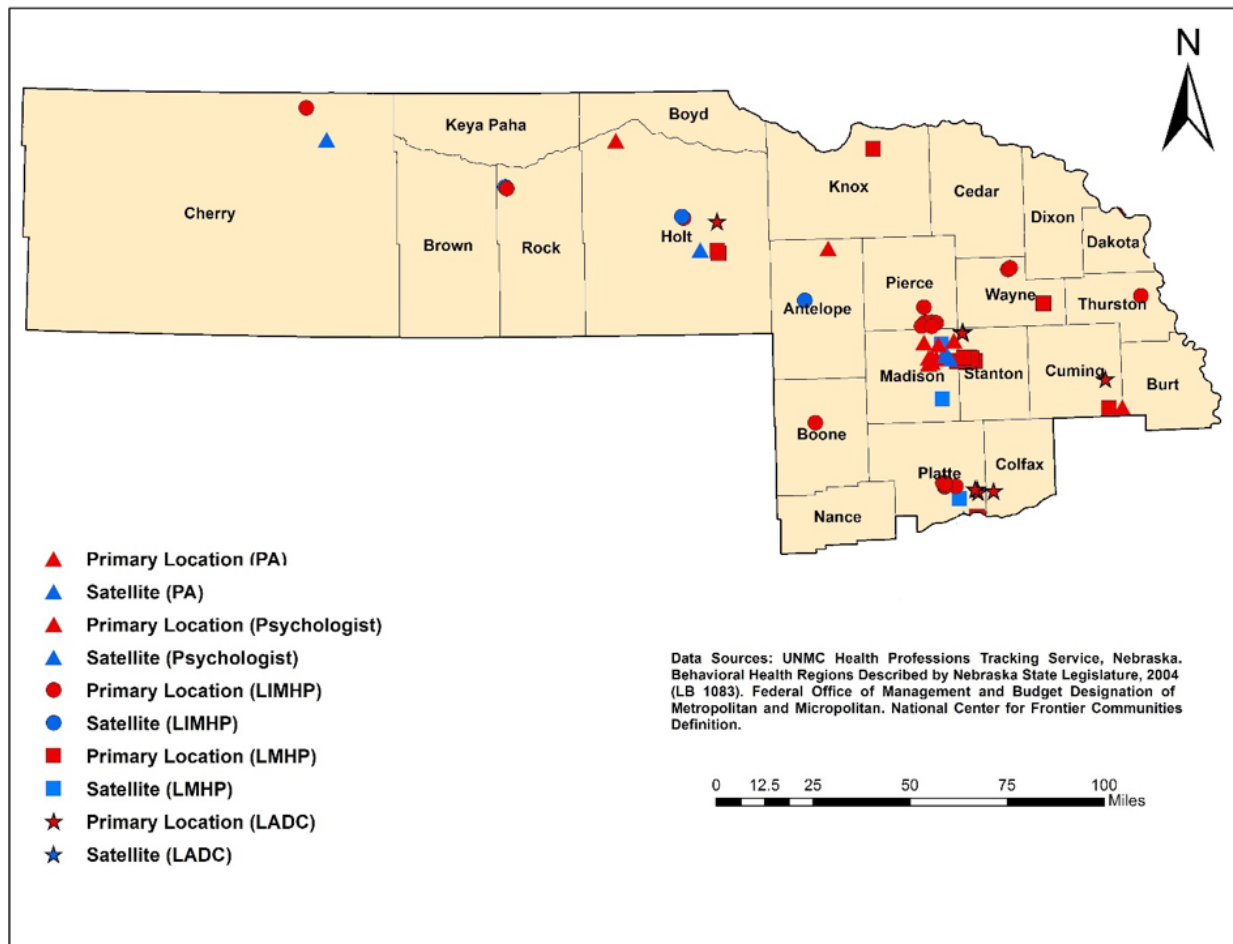 N
Boyd
Keya Paha
Knox
Cedar
Cherry
Dixon
Holt
Dakota
Brown
Rock
Pierce
Wayne
Thurston
Antelope
Madison
Stanton
Cuming
Burt
Boone
Platte
Colfax
Nance
Primary Location (PA)
Satellite (PA)
Primary Location (Psychologist)
Satellite (Psychologist)
Primary Location (LIMHP)
Satellite (LIMHP)
Primary Location (LMHP)
Satellite (LMHP)
Primary Location (LADC)
Satellite (LADC)
Data Sources: UNMC Health Professions Tracking Service, Nebraska.
Behavioral Health Regions Described by Nebraska State Legislature, 2004
(LB 1083). Federal Office of Management and Budget Designation of
Metropolitan and Micropolitan. National Center for Frontier Communities
Definition.
0 12.5 25 50 75 100
Miles